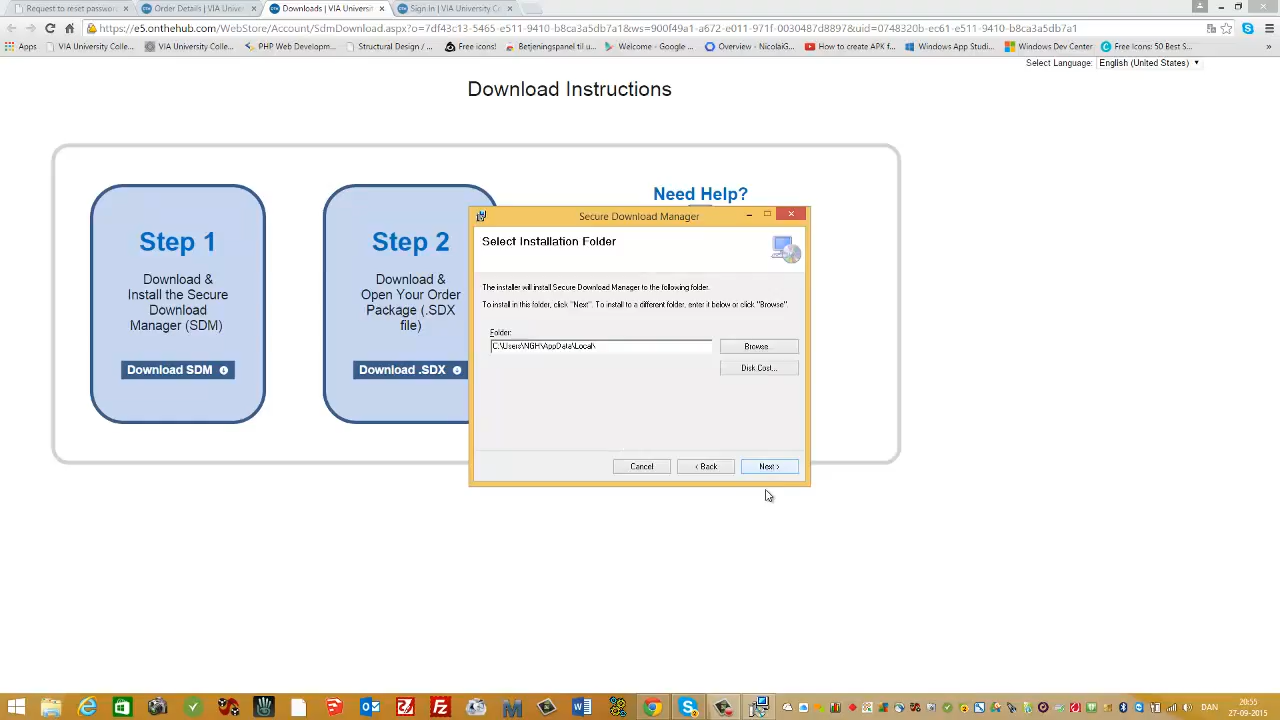 Request to reset password
Order Details | VIA Univer
Downloads | VIA Universit
Sign In | VIA University C
https://e5.onthehub.com/WebStore/Account/SdmDownload.aspx?o=7df43c13-5465-e511-9410-b8ca3a5db7a1&ws=900f49a1-a672-e011-971f-0030487d8897&uid=0748320b-ec61-e511-9410-b8ca3a5db7a1
Apps
VIA University Colle...
VIA University Colle...
PHP Web Developmen...
Structural Design / ...
Free icons
Betjeningspanel til u...
Welcome - Google ...
Overview - NicolaiG...
How to create APK f...
Windows App Studi...
Windows Dev Center
Free Icons: 50 Best S...
Select Language: English (United States)
Download Instructions
Step 1
Download &
Install the Secure
Download
Manager (SDM)
Download SDM
Step 2
Download &
Open Your Order
Package (.SDX
file)
Download .SDX
Need Help?
Secure Download Manager
Select Installation Folder
The installer will install Secure Download Manager to the following folder.
To install in this folder, click "Next". To install to a different folder, enter it below or click "Browse".
Folder:
C:\Users\NGH\AppData\Local\
Browse...
Disk Cost...
Cancel
< Back
Next >
DAN
20:55
27-09-2015